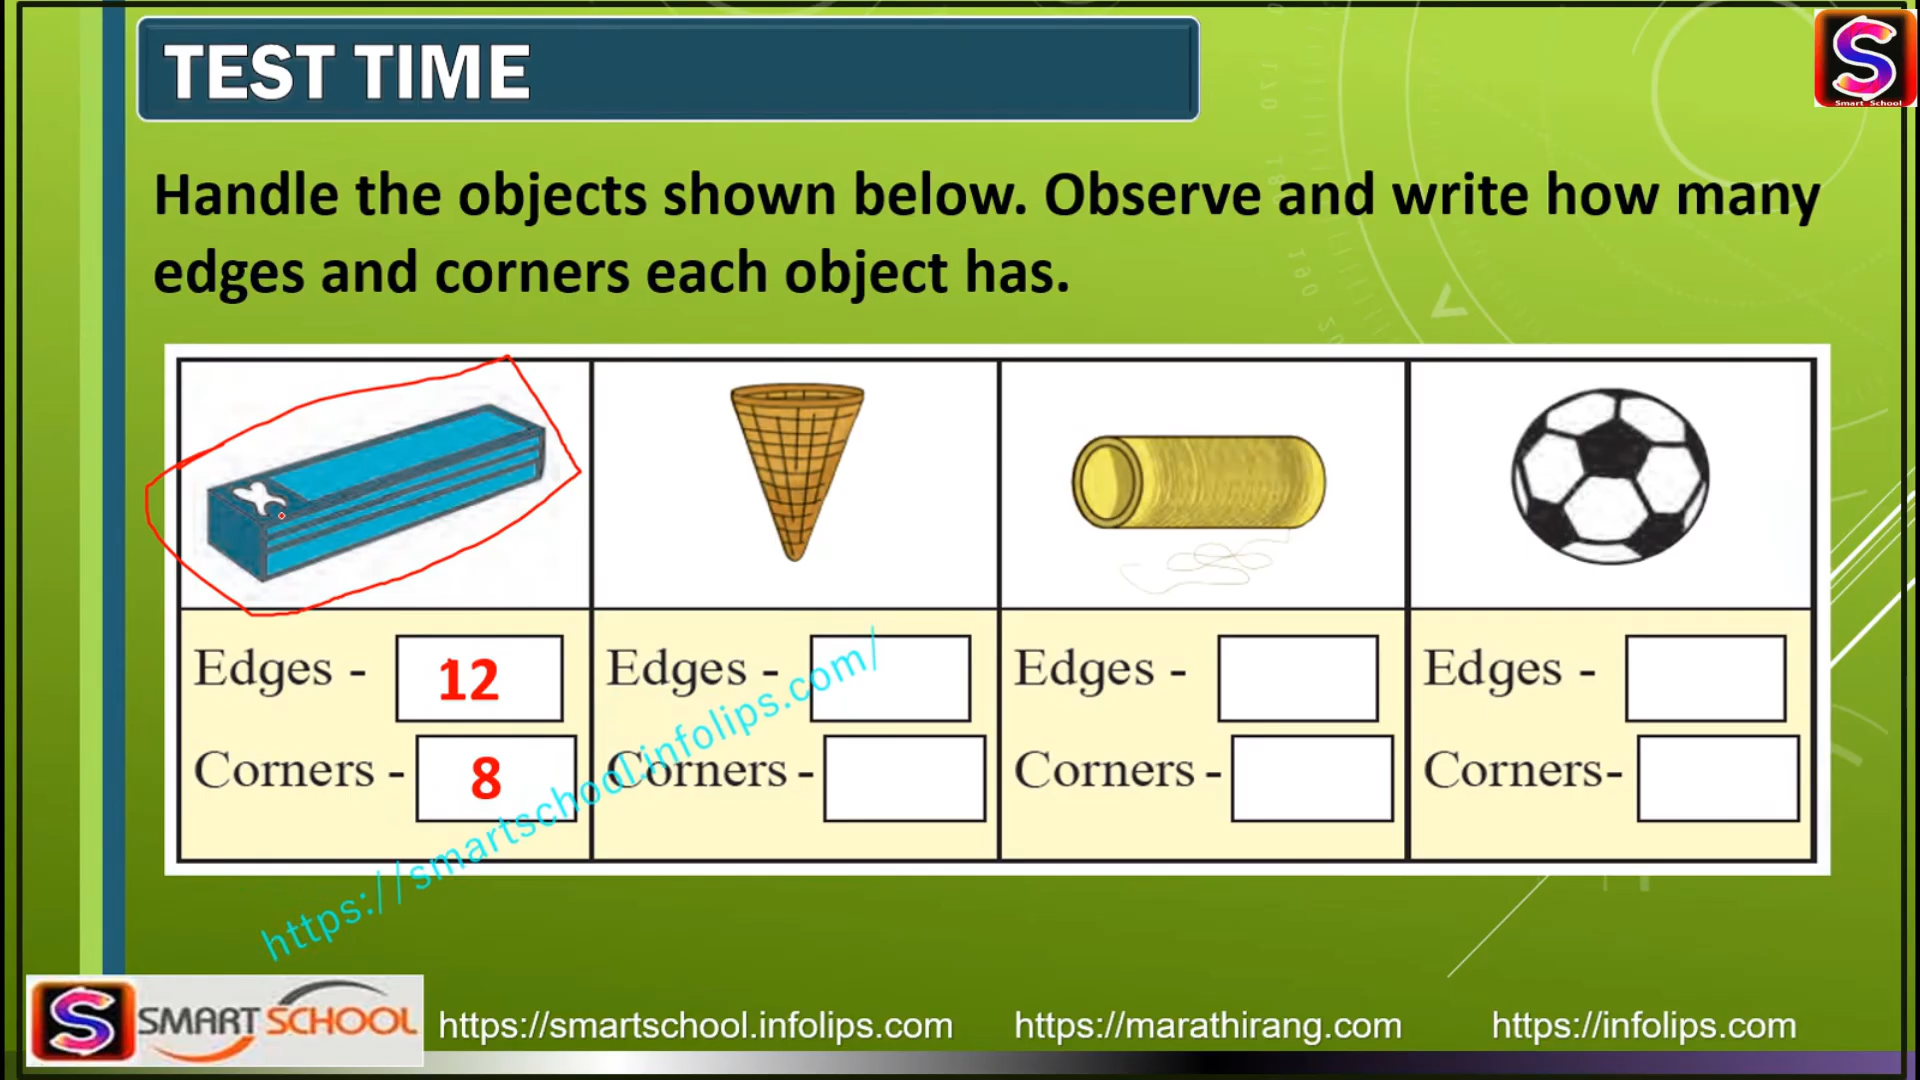 TEST TIME
Smart School
Handle the objects shown below. Observe and write how many
edges and corners each object has.
Edges - 12
Edges -
Edges -
Edges -
Corners - 8
Corners -
Corners -
Corners-
https://smartschool.infolips.com/
SMART SCHOOL
https://smartschool.infolips.com
https://marathirang.com
https://infolips.com